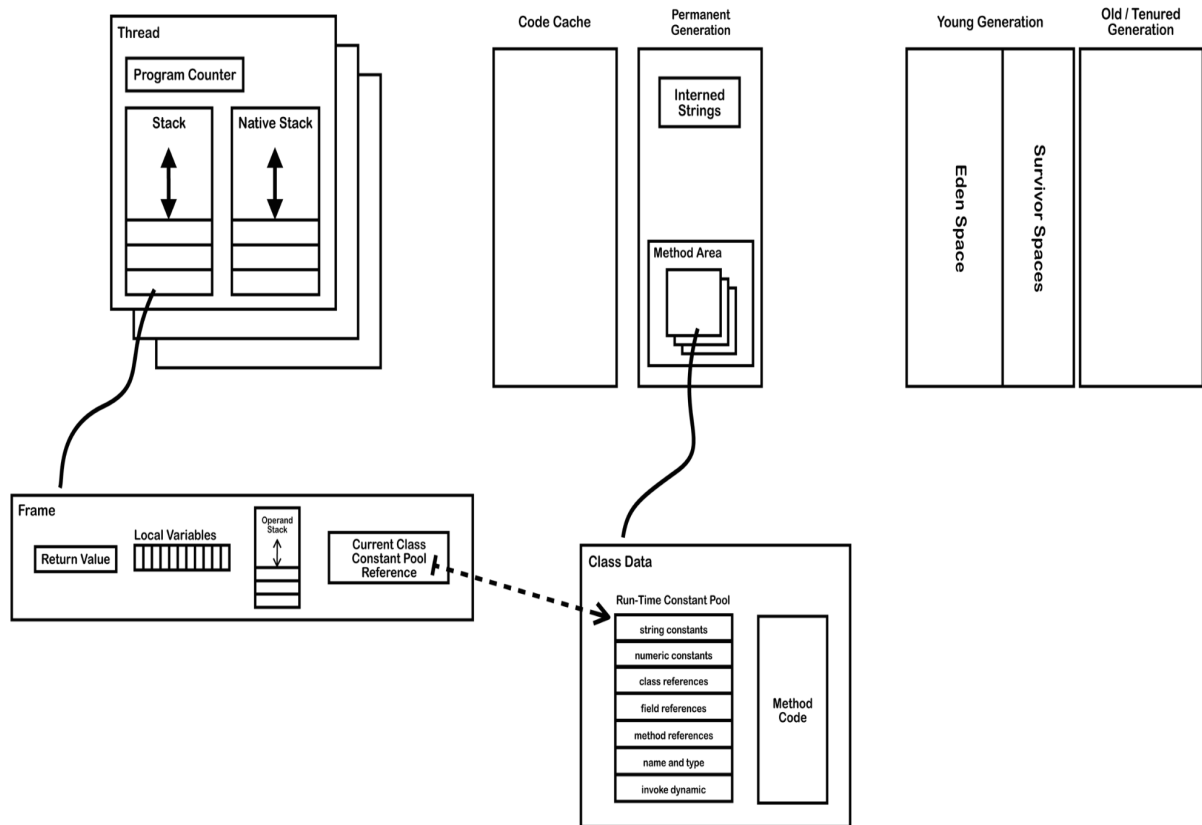 Thread
Program Counter
Stack
Native Stack
Code Cache
Permanent
Generation
Interned
Strings
Method Area
Young Generation
Old / Tenured
Generation
Eden Space
Survivor Spaces
Frame
Return Value
Local Variables
Operand
Stack
Current Class
Constant Pool
Reference
Class Data
Run-Time Constant Pool
string constants
numeric constants
class references
field references
method references
name and type
invoke dynamic
Method
Code